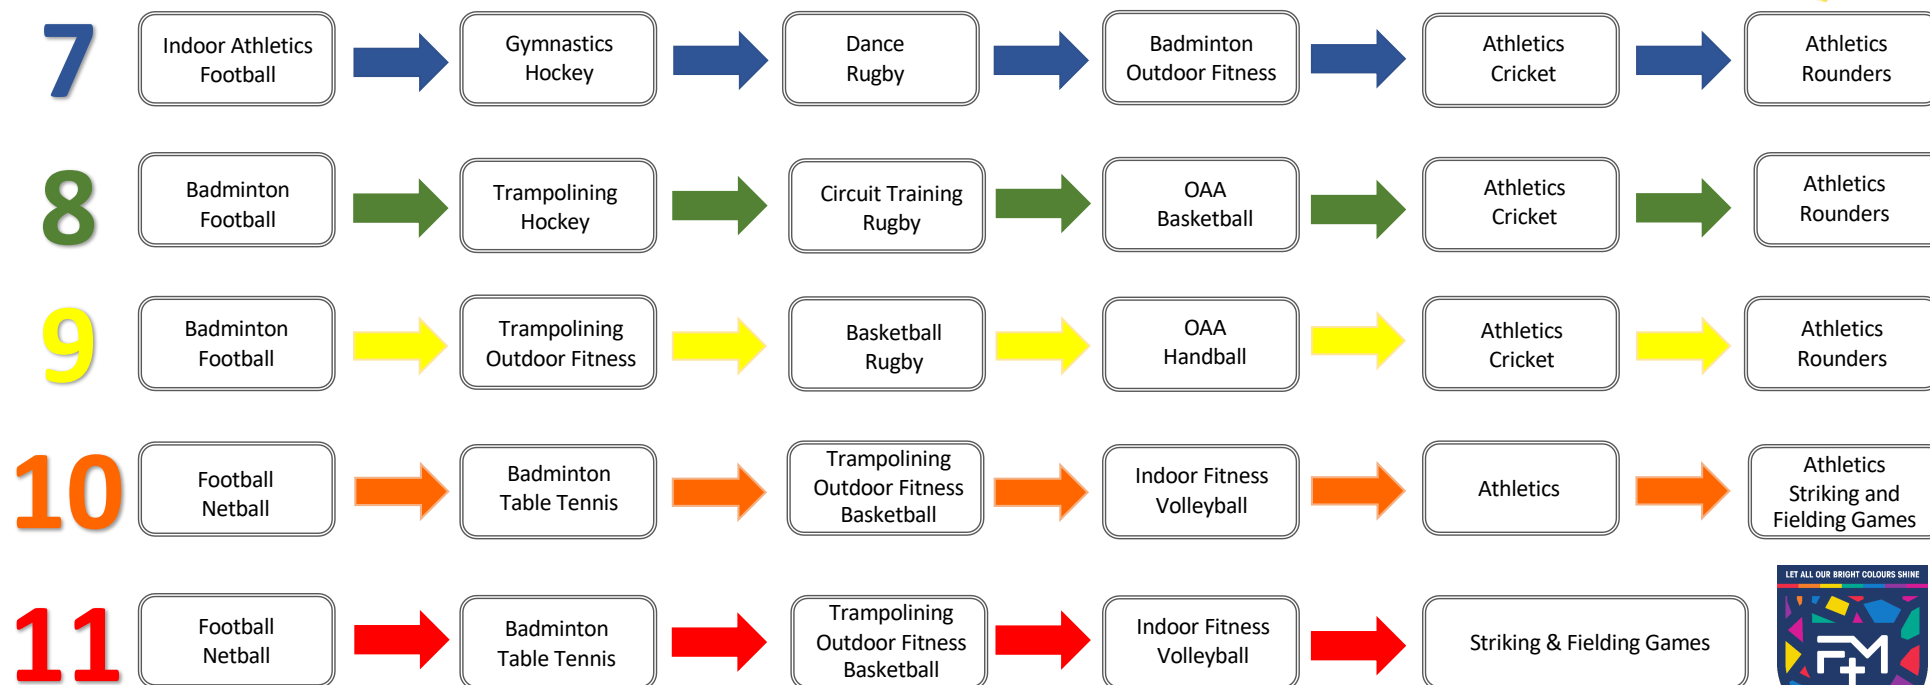 7
Indoor Athletics
Football
Gymnastics
Hockey
Dance
Rugby
Badminton
Outdoor Fitness
Athletics
Cricket
Athletics
Rounders
8
Badminton
Football
Trampolining
Hockey
Circuit Training
Rugby
OAA
Basketball
Athletics
Cricket
Athletics
Rounders
9
Badminton
Football
Trampolining
Outdoor Fitness
Basketball
Rugby
OAA
Handball
Athletics
Cricket
Athletics
Rounders
10
Football
Netball
Badminton
Table Tennis
Trampolining
Outdoor Fitness
Basketball
Indoor Fitness
Volleyball
Athletics
Athletics
Striking and
Fielding Games
11
Football
Netball
Badminton
Table Tennis
Trampolining
Outdoor Fitness
Basketball
Indoor Fitness
Volleyball
Striking & Fielding Games
LET ALL OUR BRIGHT COLOURS SHINE
FM